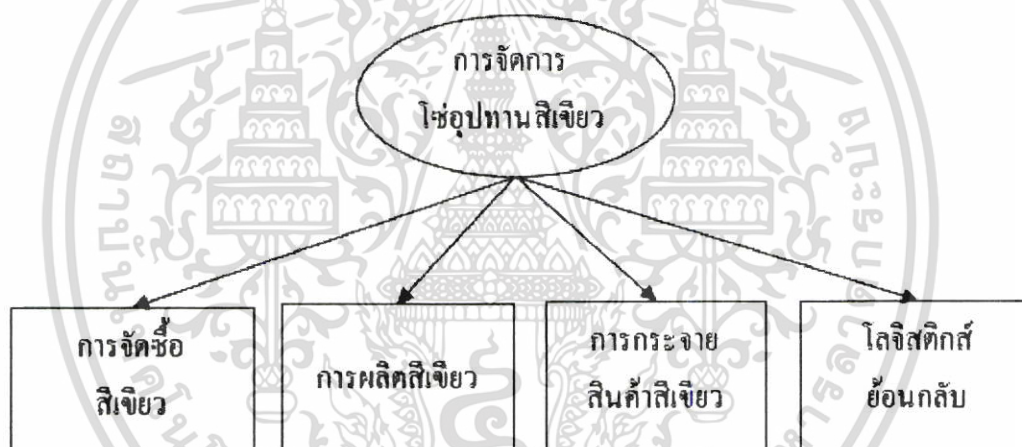 การจัดการ
โซ่อุปทานสีเขียว
การจัดซื้อ
สีเขียว
การผลิตสีเขียว
การกระจาย
สินค้าสีเขียว
โลจิสติกส์
ย้อนกลับ